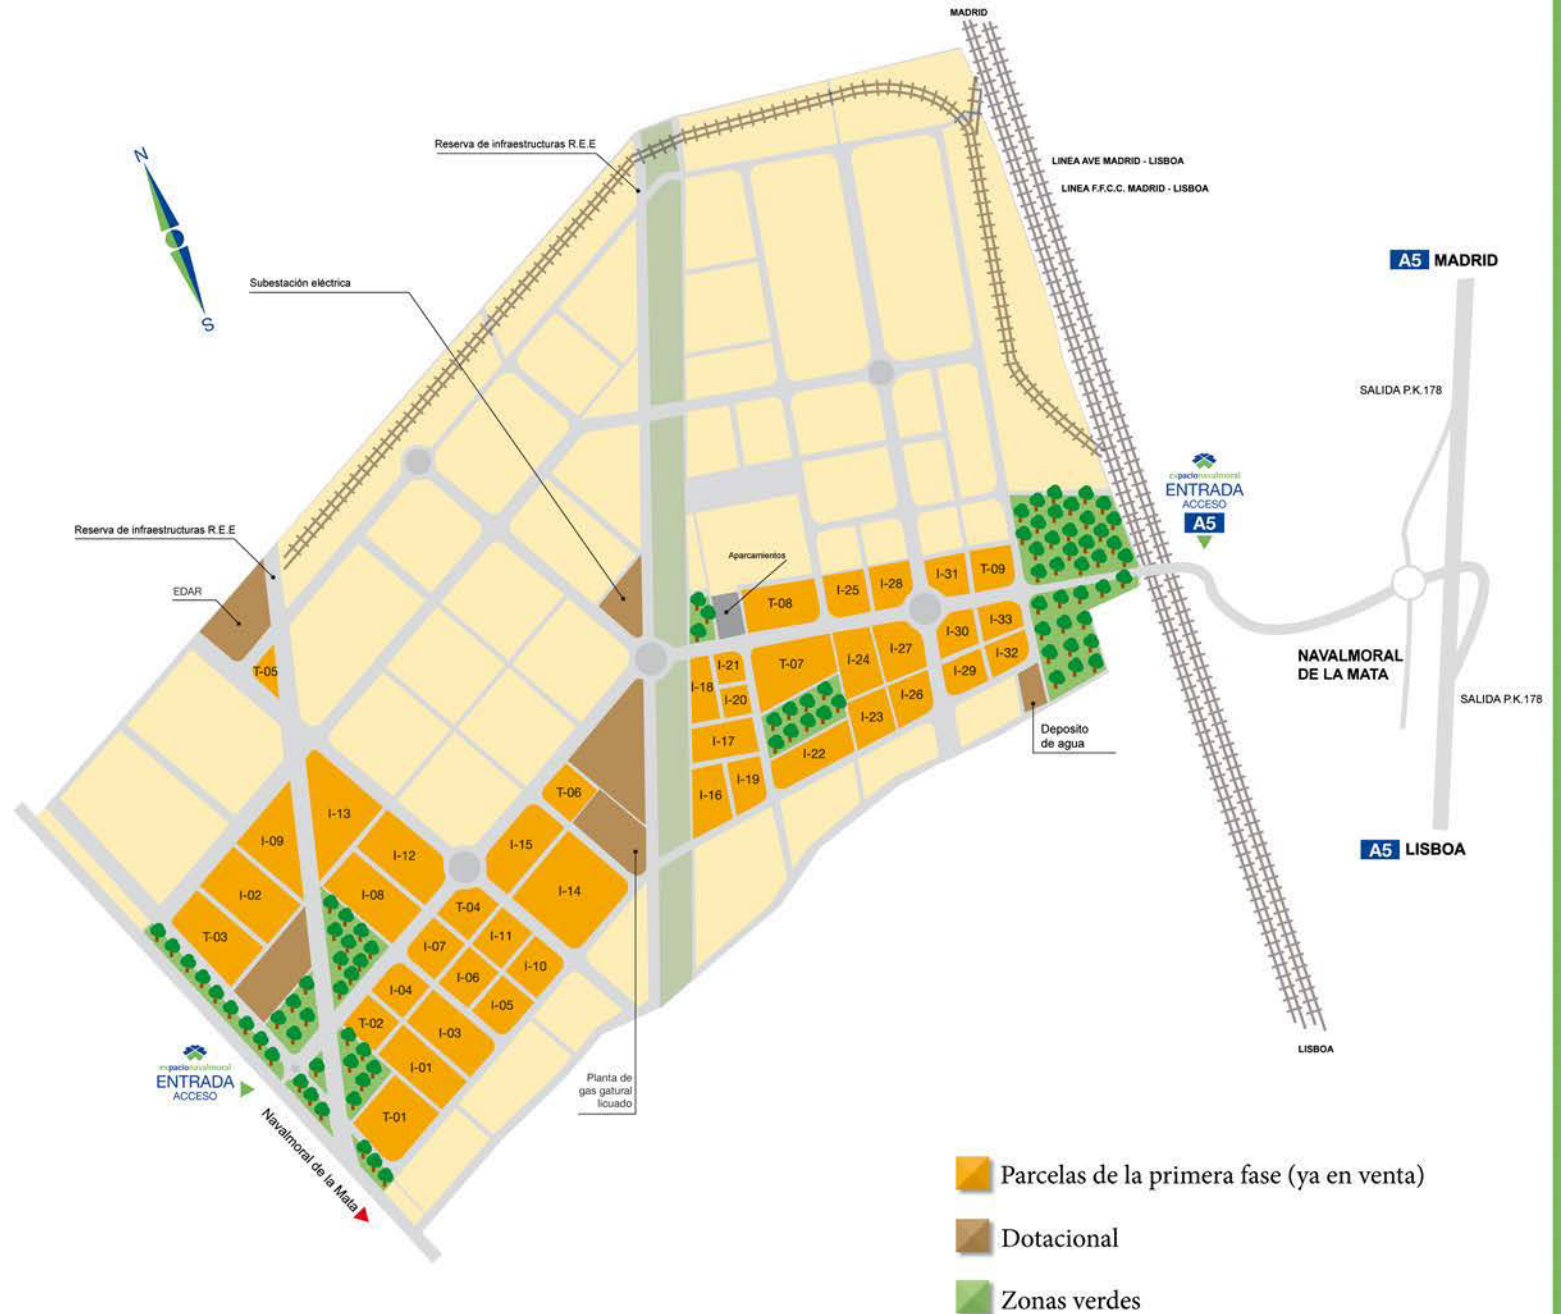 MADRID
Reserva de infraestructuras R.E.E
LINEA AVE MADRID - LISBOA
LINEA F.F.C.C. MADRID - LISBOA
N
S
Subestación eléctrica
A5 MADRID
SALIDA P.K.178
expacionavalmoral
ENTRADA
ACCESO
A5
Reserva de infraestructuras R.E.E
EDAR
Aparcamientos
T-05
T-08
I-25
I-28
I-31
T-09
I-33
I-30
I-32
I-29
I-27
I-24
I-26
I-23
T-07
I-22
I-21
I-18
I-20
I-17
I-19
I-16
NAVALMORAL
DE LA MATA
SALIDA P.K.178
Deposito
de agua
A5 LISBOA
T-06
I-13
I-09
I-12
I-15
I-08
I-02
I-14
T-03
T-04
I-07
I-11
I-10
I-06
I-04
I-05
T-02
I-03
I-01
T-01
expacionavalmoral
ENTRADA
ACCESO
Navalmoral de la Mata
Planta de
gas gatural
licuado
LISBOA
Parcelas de la primera fase (ya en venta)
Dotacional
Zonas verdes